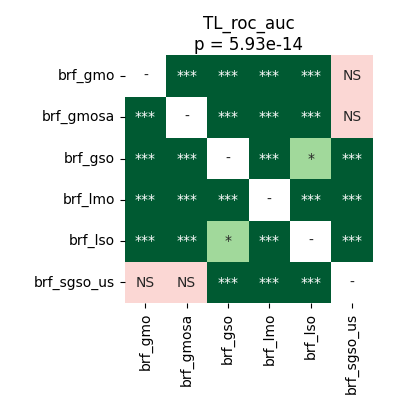 TL_roc_auc
p = 5.93e-14
brf_gmo - *** *** *** *** NS
brf_gmosa *** - *** *** *** NS
brf_gso *** *** - *** * ***
brf_lmo *** *** *** - *** ***
brf_lso *** *** * *** - ***
brf_sgso_us NS NS *** *** *** -
brf_gmo
brf_gmosa
brf_gso
brf_lmo
brf_lso
brf_sgso_us